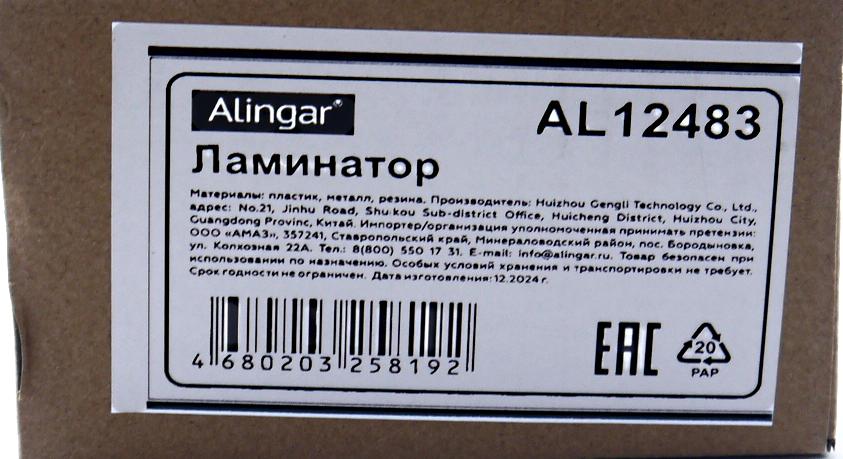 Alingar®
AL12483
Ламинатор
Материалы: пластик, металл, резина. Производитель: Huizhou Gengli Technology Co., Ltd.,
адрес: No.21, Jinhu Road, Shu kou Sub-district Office, Huicheng District, Huizhou City,
Guangdong Provinc, Китай. Импортер/организация уполномоченная принимать претензии:
ООО «АМАЗ», 357241, Ставропольский край, Минераловодский район, пос. Бородыновка,
ул. Колхозная 22А. Тел.: 8(800) 550 17 31. E-mail: info@alingar.ru. Товар безопасен при
использовании по назначению. Особых условий хранения и транспортировки не требует.
Срок годности не ограничен. Дата изготовления: 12.2024 г.
4 680203 258192
EAC
20
PAP